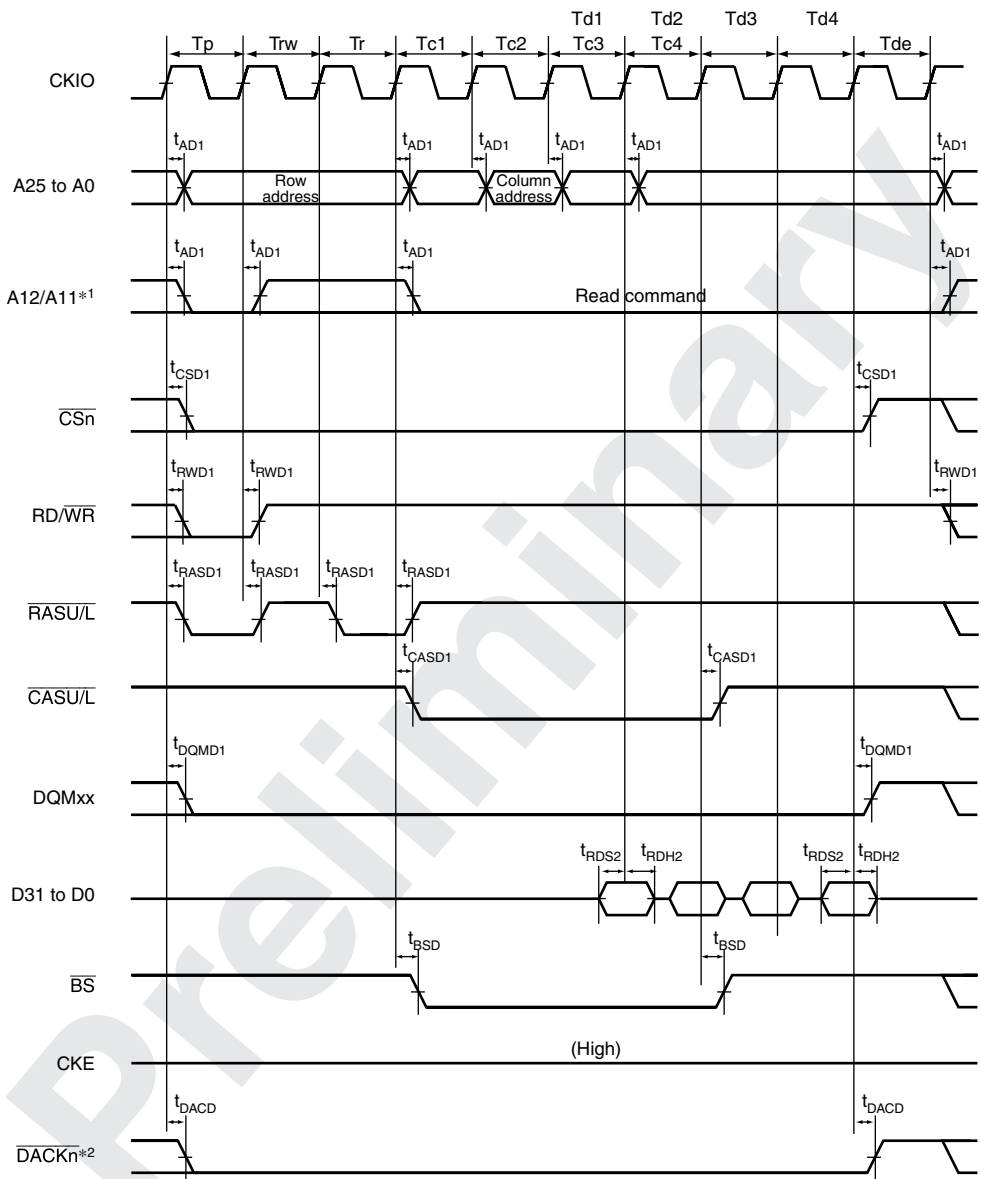 Td1 Td2 Td3 Td4
Tp Trw Tr Tc1 Tc2 Tc3 Tc4 Tde
CKIO
tAD1 tAD1 tAD1 tAD1 tAD1 tAD1
A25 to A0
Row address
Column address
tAD1 tAD1 tAD1 tAD1
A12/A11*1
Read command
tCSD1 tCSD1
CSn
tRWD1 tRWD1 tRWD1
RD/WR
tRASD1 tRASD1 tRASD1 tRASD1
RASU/L
tCASD1 tCASD1
CASU/L
tDQMD1 tDQMD1
DQMxx
tRDS2 tRDH2 tRDS2 tRDH2
D31 to D0
tBSD tBSD
BS
(High)
CKE
tDACD tDACD
DACKn*2
Preliminary